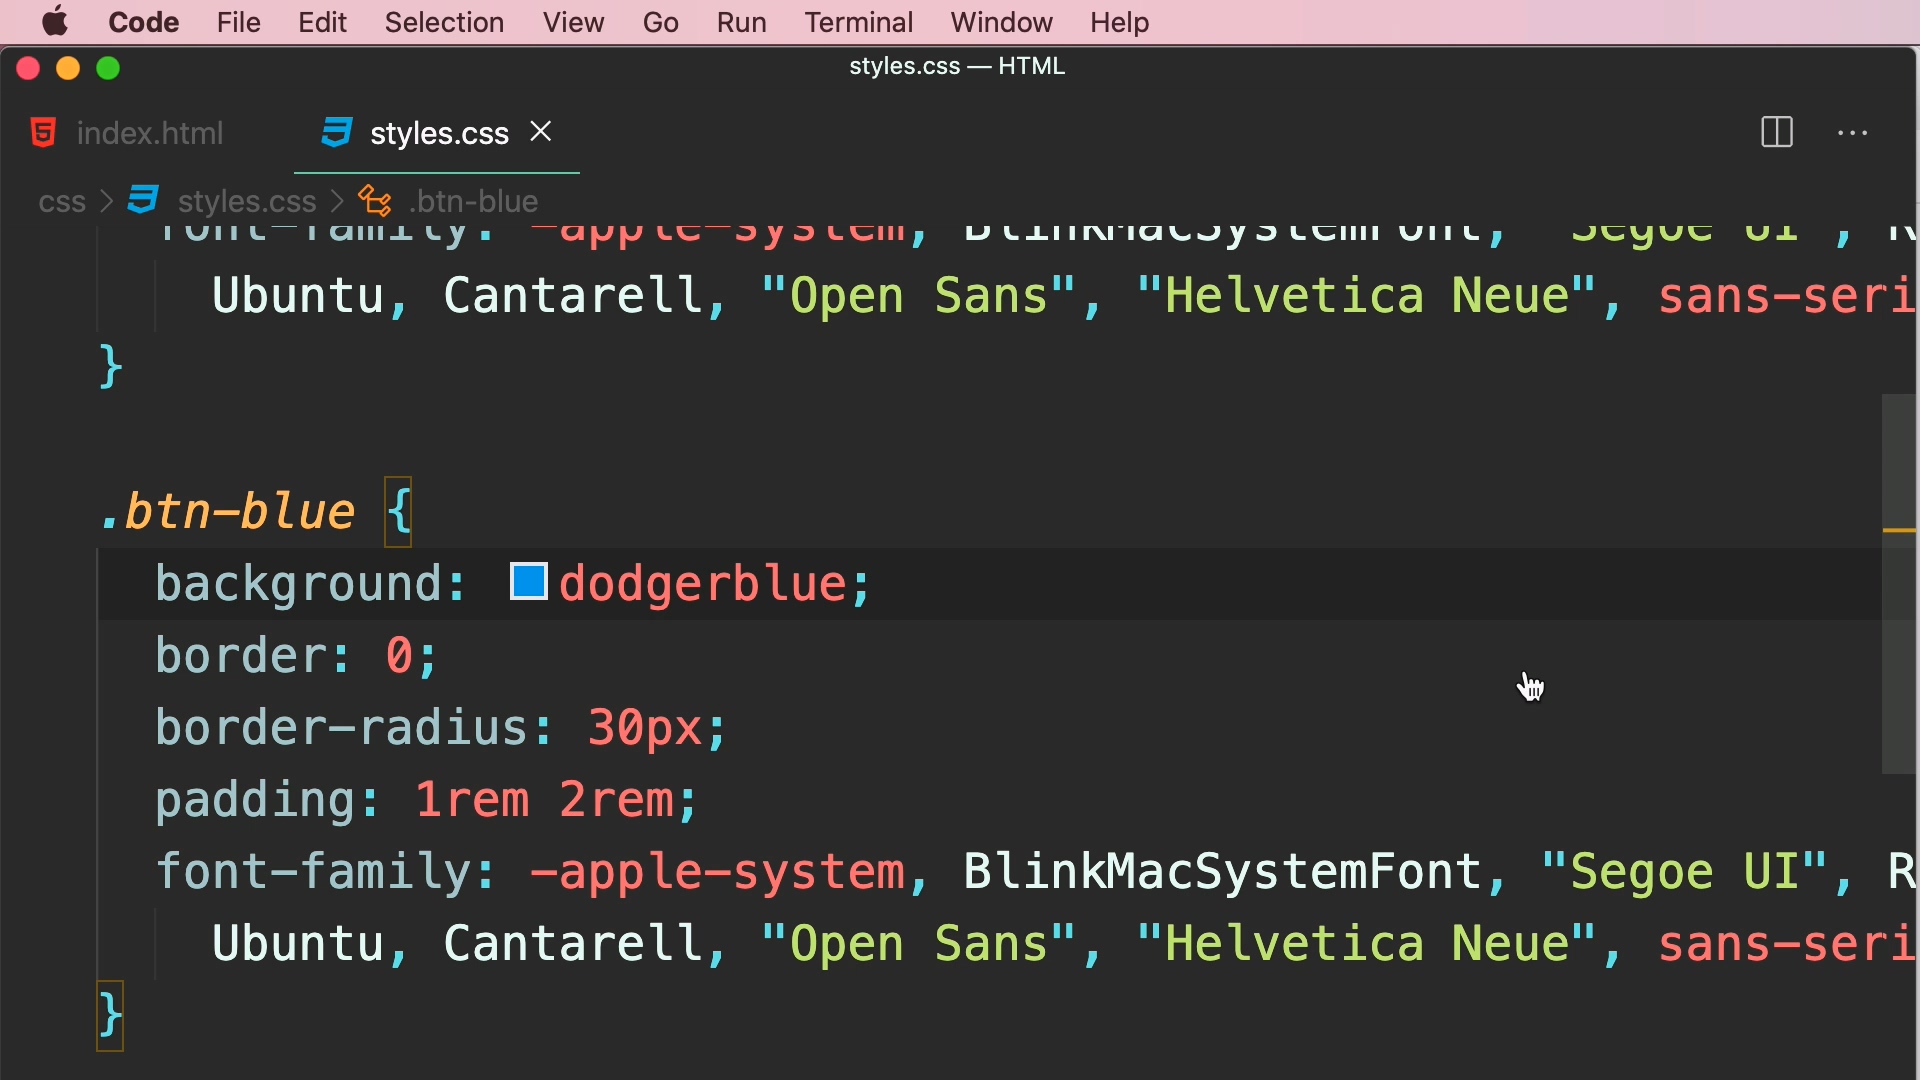 Code File Edit Selection View Go Run Terminal Window Help
styles.css — HTML
index.html styles.css
css > styles.css > .btn-blue
font-family: -apple-system, BlinkMacSystemFont, "Segoe UI",
Ubuntu, Cantarell, "Open Sans", "Helvetica Neue", sans-seri
}
.btn-blue {
background: dodgerblue;
border: 0;
border-radius: 30px;
padding: 1rem 2rem;
font-family: -apple-system, BlinkMacSystemFont, "Segoe UI", R
Ubuntu, Cantarell, "Open Sans", "Helvetica Neue", sans-seri
}